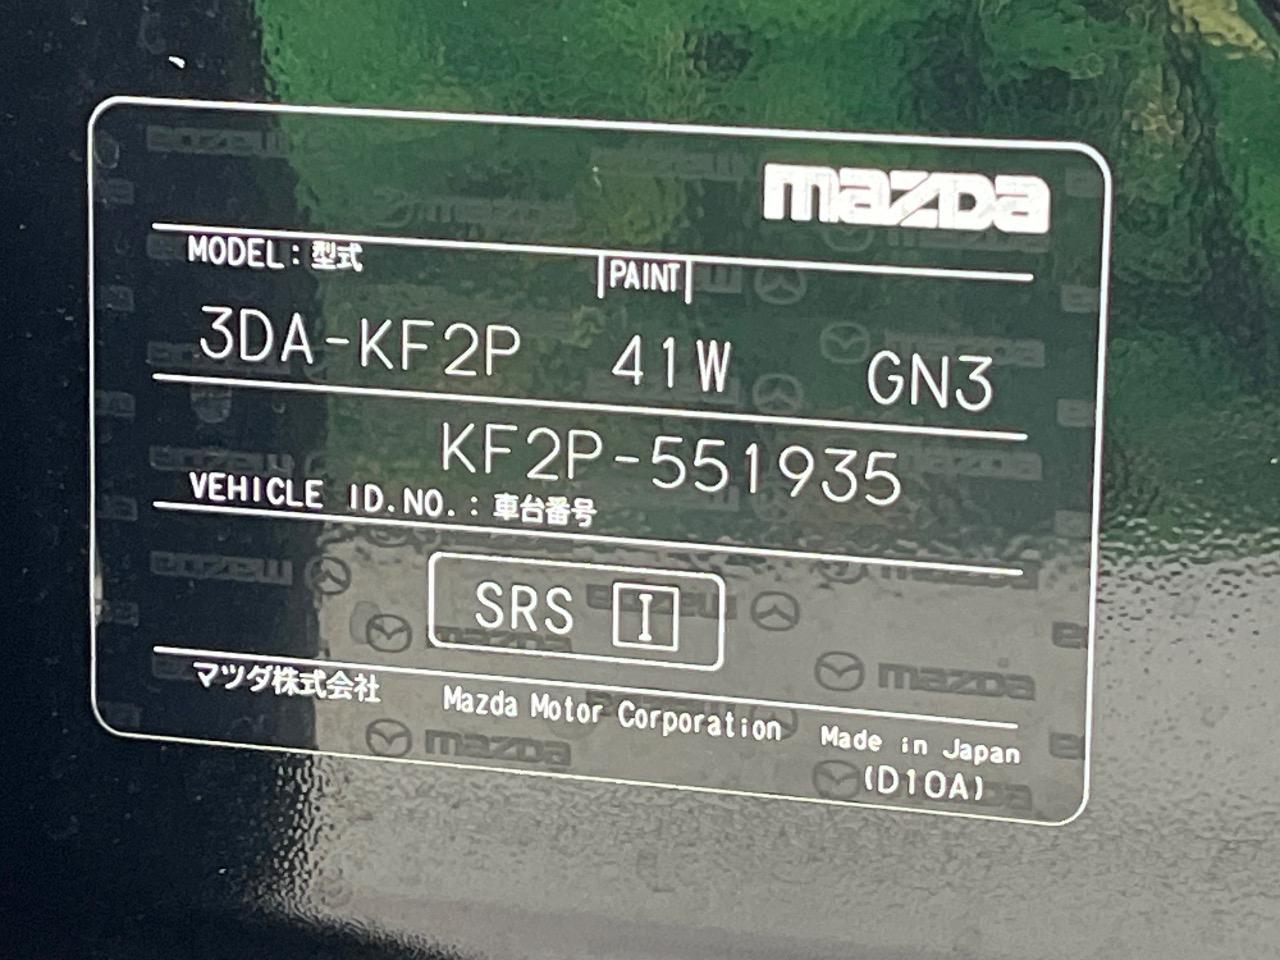 mazda
MODEL : 型式
PAINT
3DA-KF2P 41W GN3
KF2P-551935
VEHICLE ID.NO. : 車台番号
SRS I
マツダ株式会社 Mazda Motor Corporation Made in Japan
(D10A)